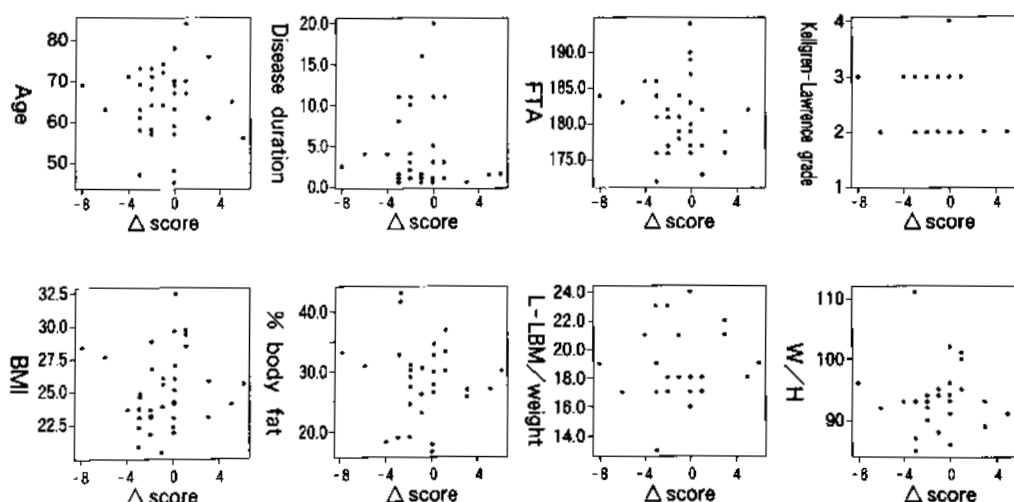 Age
80
70
60
50
-8 -4 0 4
△ score
Disease duration
20.0
15.0
10.0
5.0
0.0
-8 -4 0 4
△ score
FTA
190.0
185.0
180.0
175.0
-8 -4 0 4
△ score
Kellgren-Lawrence grade
4
3
2
1
-8 -4 0 4
△ score
BMI
32.5
30.0
27.5
25.0
22.5
-8 -4 0 4
△ score
% body fat
40.0
30.0
20.0
-8 -4 0 4
△ score
L-LBM/weight
24.0
22.0
20.0
18.0
16.0
14.0
-8 -4 0 4
△ score
W/H
110
100
90
-8 -4 0 4
△ score